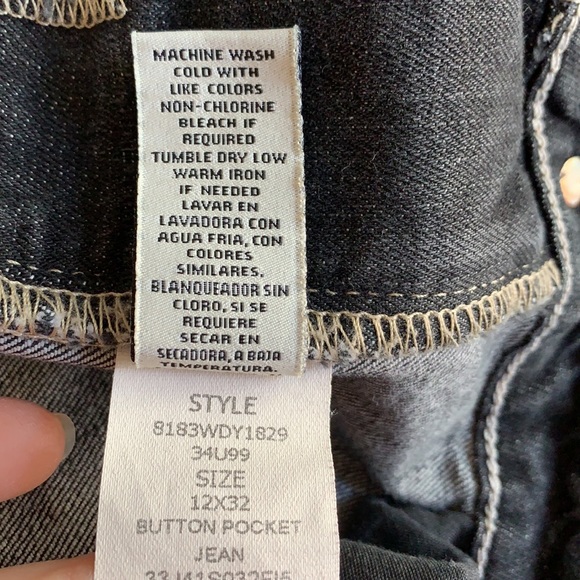 MACHINE WASH
COLD WITH
LIKE COLORS
NON-CHLORINE
BLEACH IF
REQUIRED
TUMBLE DRY LOW
WARM IRON
IF NEEDED
LAVAR EN
LAVADORA CON
AGUA FRIA, CON
COLORES
SIMILARES.
BLANQUEADOR SIN
CLORO, SI SE
REQUIERE
SECAR EN
SECADORA, A BAJA
TEMPERATURA.
STYLE
8183WDY1829
34U99
SIZE
12X32
BUTTON POCKET
JEAN